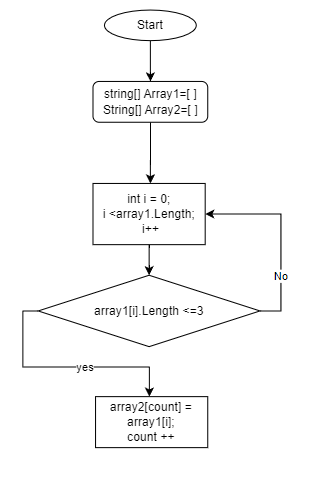 Start
string[] Array1=[ ]
String[] Array2=[ ]
int i = 0;
i <array1.Length;
i++
No
array1[i].Length <=3
yes
array2[count] =
array1[i];
count ++